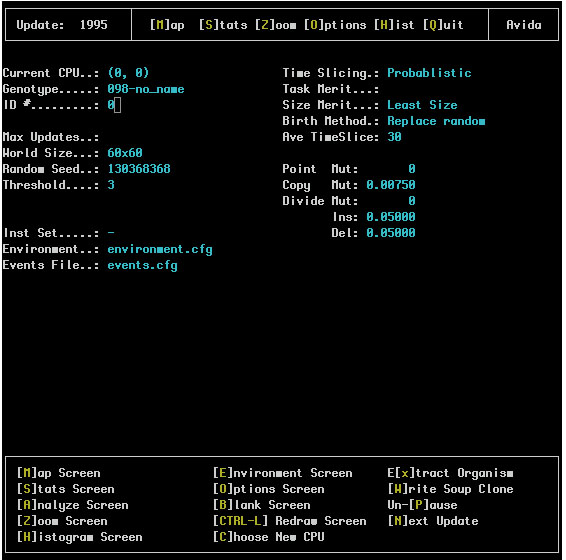 Update:  1995  [M]ap  [S]tats [Z]oom [O]ptions [H]ist [Q]uit  Avida
Current CPU..: (0, 0)  Time Slicing.: Probablistic
Genotype.....: 098-no_name  Task Merit...:
ID #.........: 0  Size Merit...: Least Size
Birth Method.: Replace random
Max Updates..:  Ave TimeSlice: 30
World Size...: 60x60
Random Seed..: 130368368  Point  Mut: 0
Threshold....: 3  Copy   Mut: 0.00750
Divide Mut: 0
Ins: 0.05000
Inst Set.....: -  Del: 0.05000
Environment..: environment.cfg
Events File..: events.cfg
[M]ap Screen  [E]nvironment Screen  E[x]tract Organism
[S]tats Screen  [O]ptions Screen  [W]rite Soup Clone
[A]nalyze Screen  [B]lank Screen  Un-[P]ause
[Z]oom Screen  [CTRL-L] Redraw Screen  [N]ext Update
[H]istogram Screen  [C]hoose New CPU